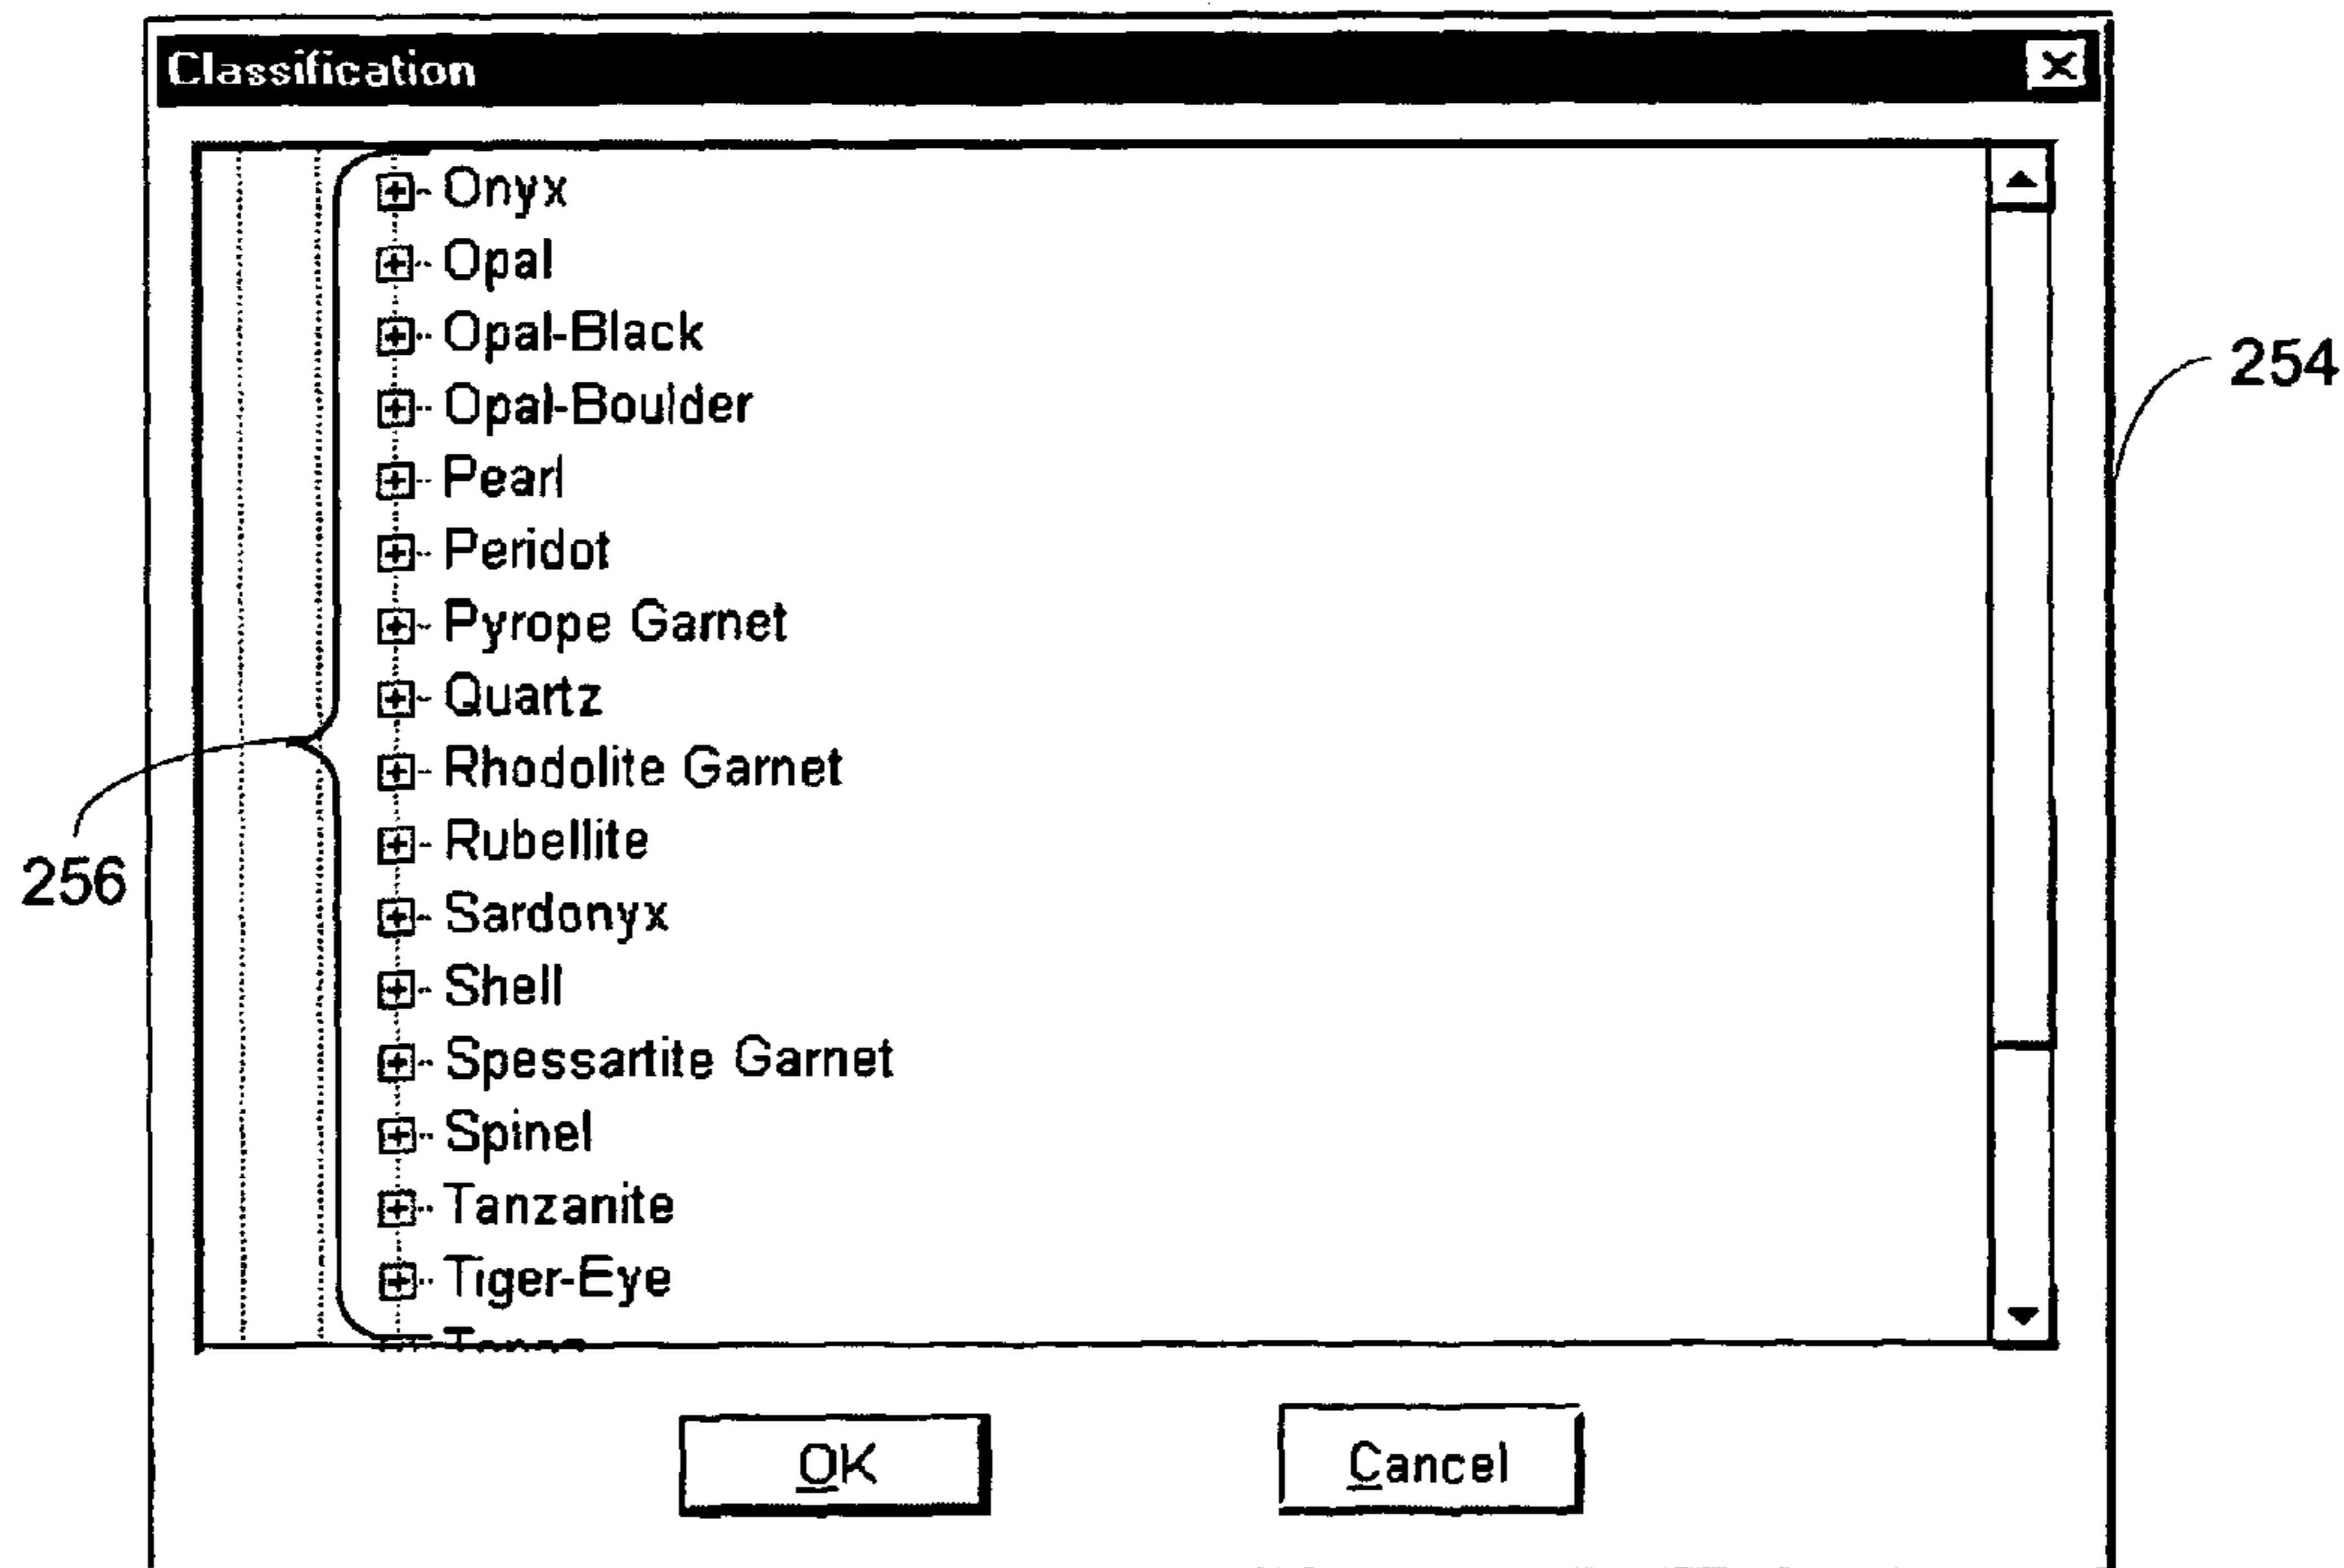 Classification
Onyx
Opal
Opal-Black
Opal-Boulder
254
Pearl
Peridot
Pyrope Garnet
Quartz
Rhodolite Garnet
Rubellite
256
Sardonyx
Shell
Spessartite Garnet
Spinel
Tanzanite
Tiger-Eye
OK
Cancel